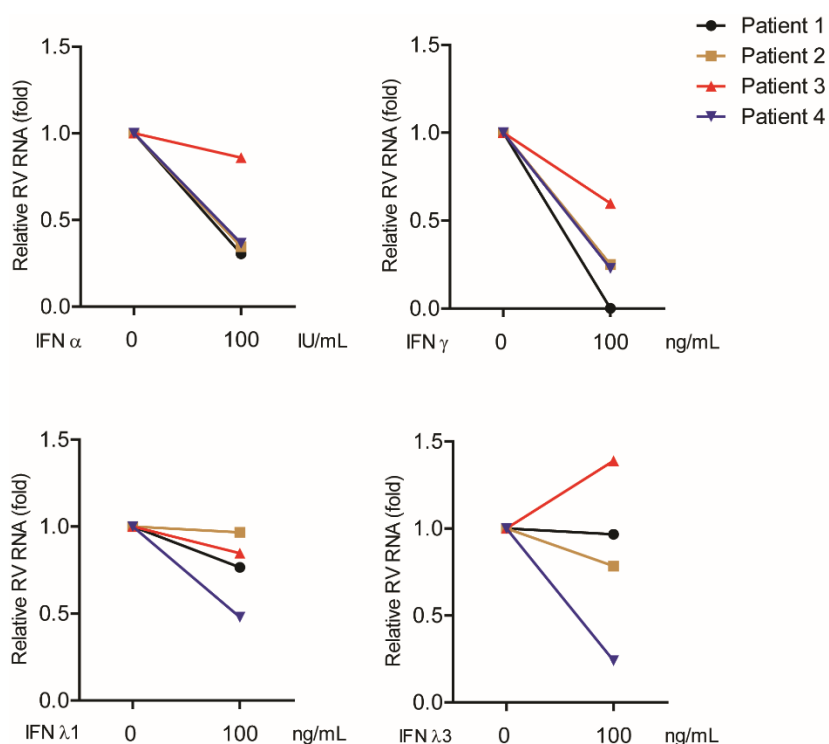 Patient 1
Patient 2
Patient 3
Patient 4
Relative RV RNA (fold)
1.5
1.0
0.5
0.0
IFN α 0 100 IU/mL
Relative RV RNA (fold)
1.5
1.0
0.5
0.0
IFN γ 0 100 ng/mL
Relative RV RNA (fold)
1.5
1.0
0.5
0.0
IFN λ1 0 100 ng/mL
Relative RV RNA (fold)
1.5
1.0
0.5
0.0
IFN λ3 0 100 ng/mL